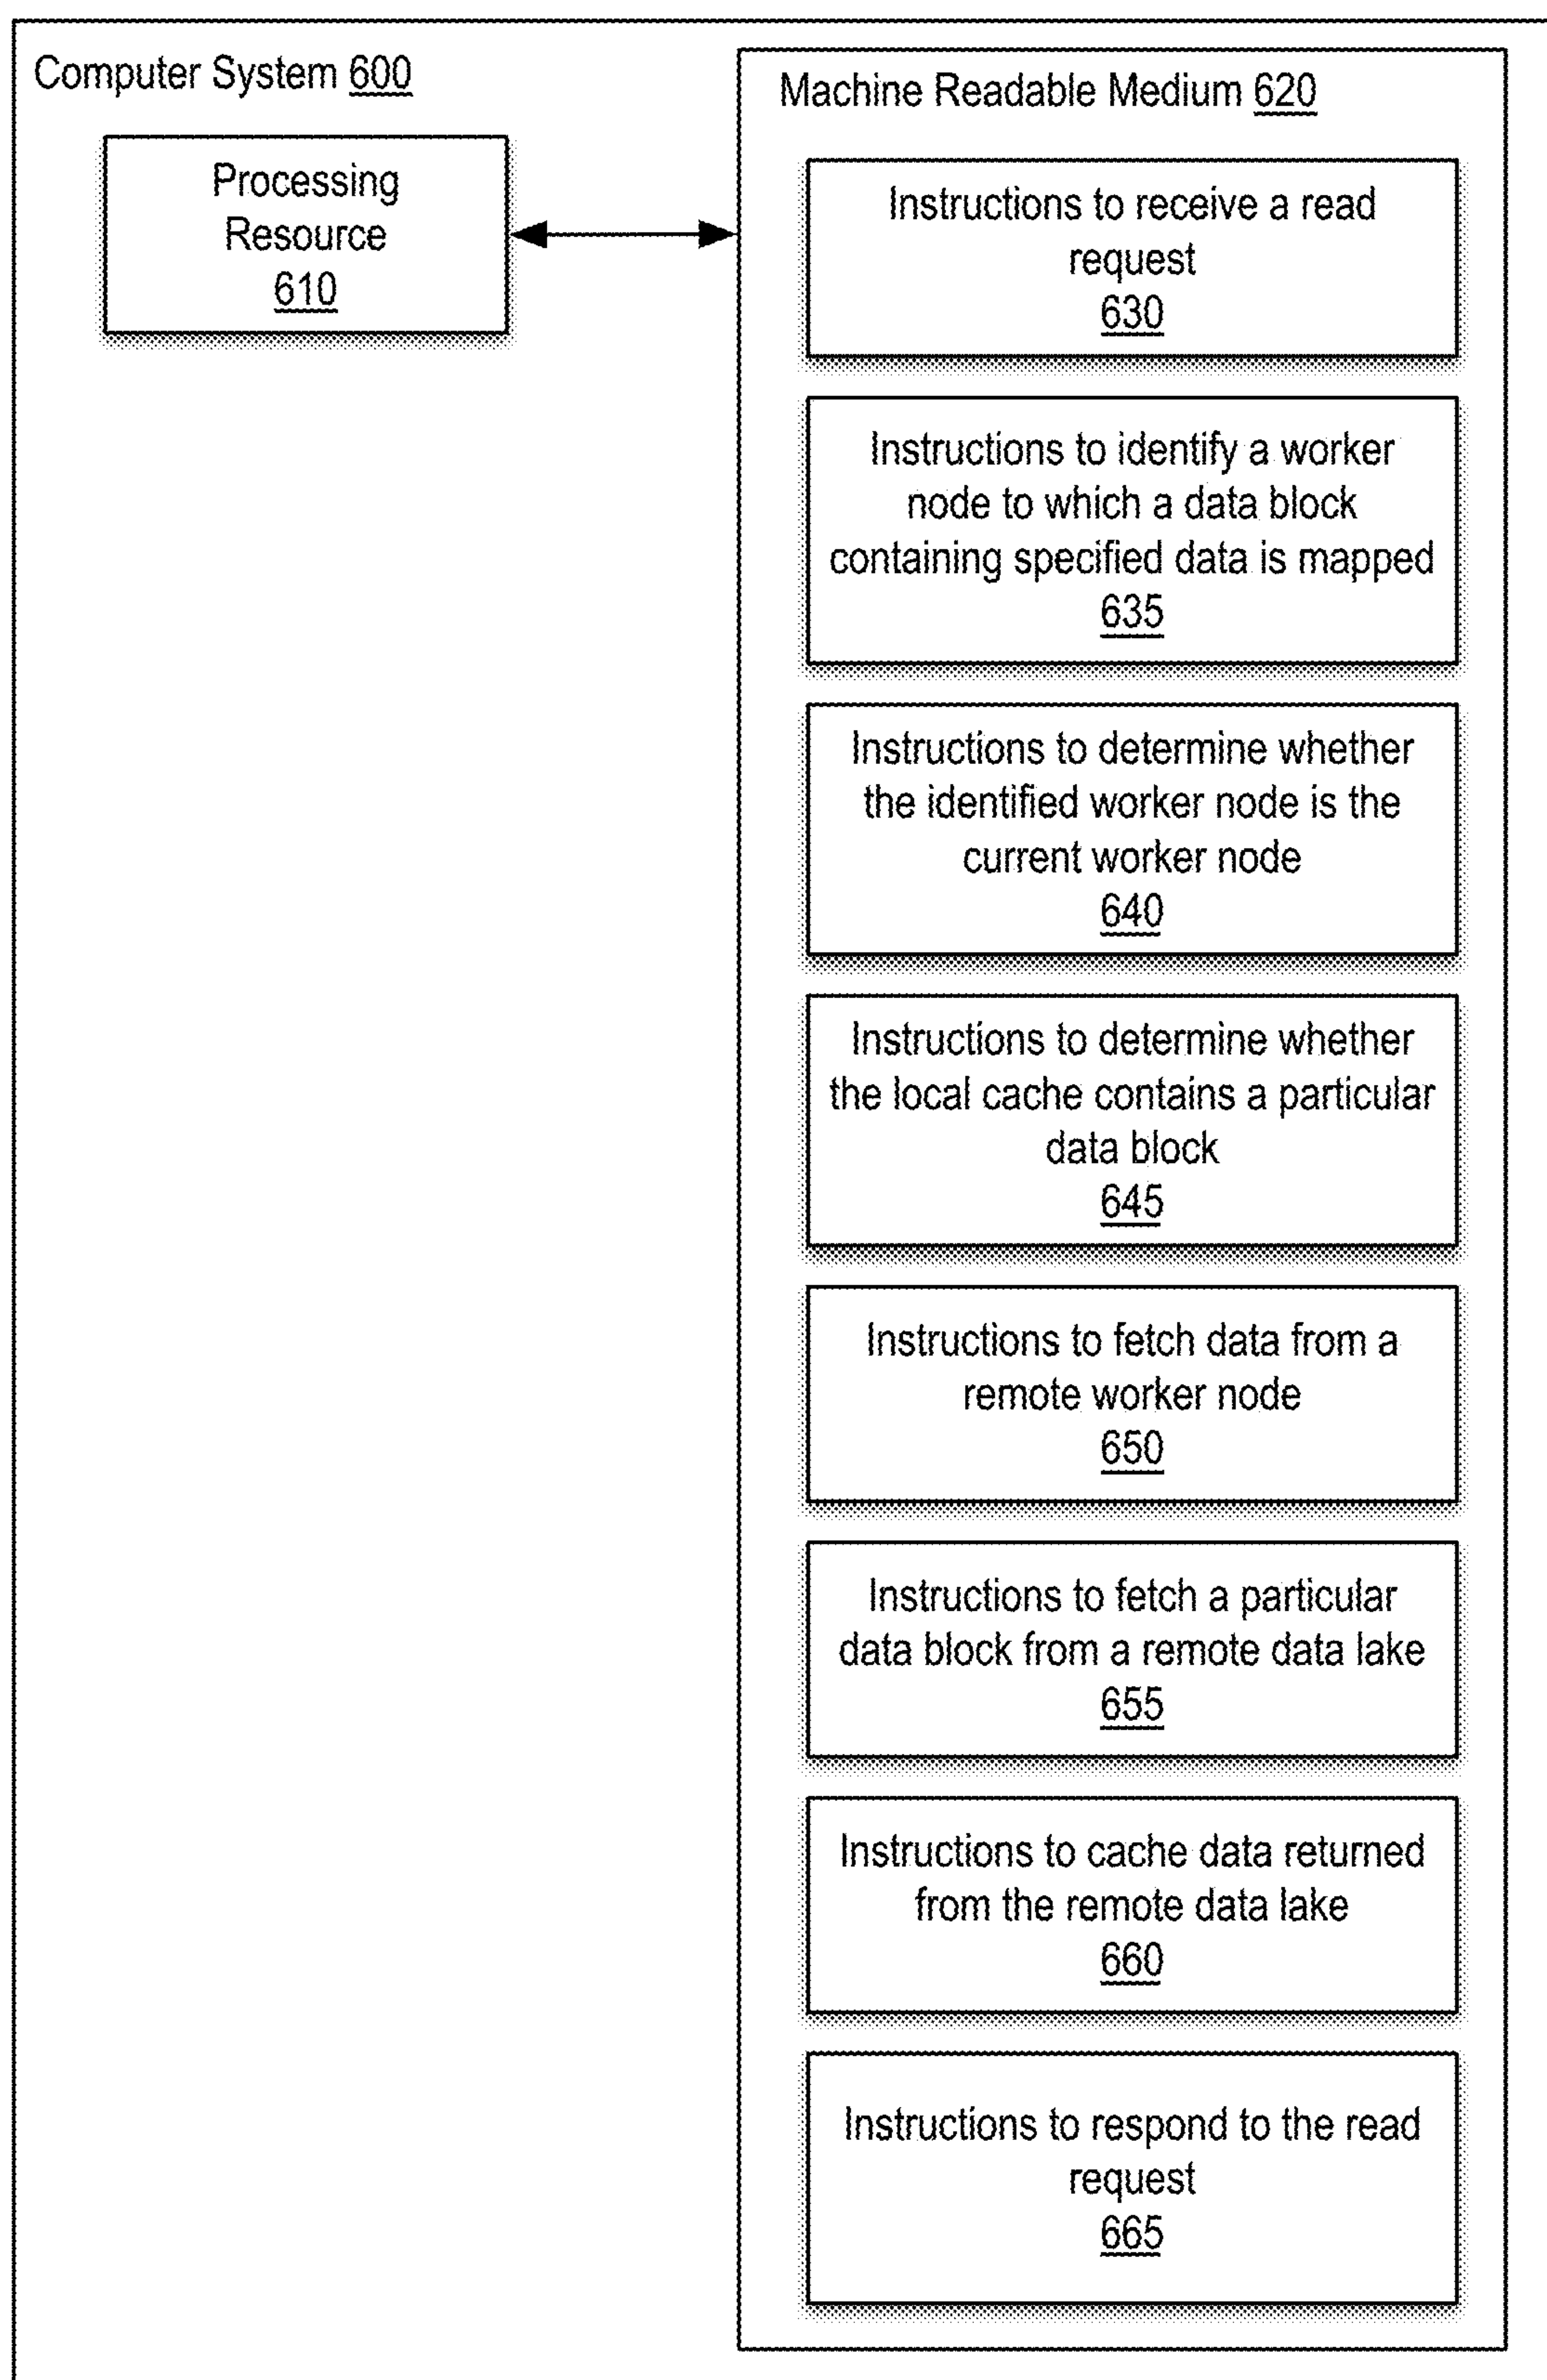 Computer System 600
Processing
Resource
610
Machine Readable Medium 620
Instructions to receive a read
request
630
Instructions to identify a worker
node to which a data block
containing specified data is mapped
635
Instructions to determine whether
the identified worker node is the
current worker node
640
Instructions to determine whether
the local cache contains a particular
data block
645
Instructions to fetch data from a
remote worker node
650
Instructions to fetch a particular
data block from a remote data lake
655
Instructions to cache data returned
from the remote data lake
660
Instructions to respond to the read
request
665